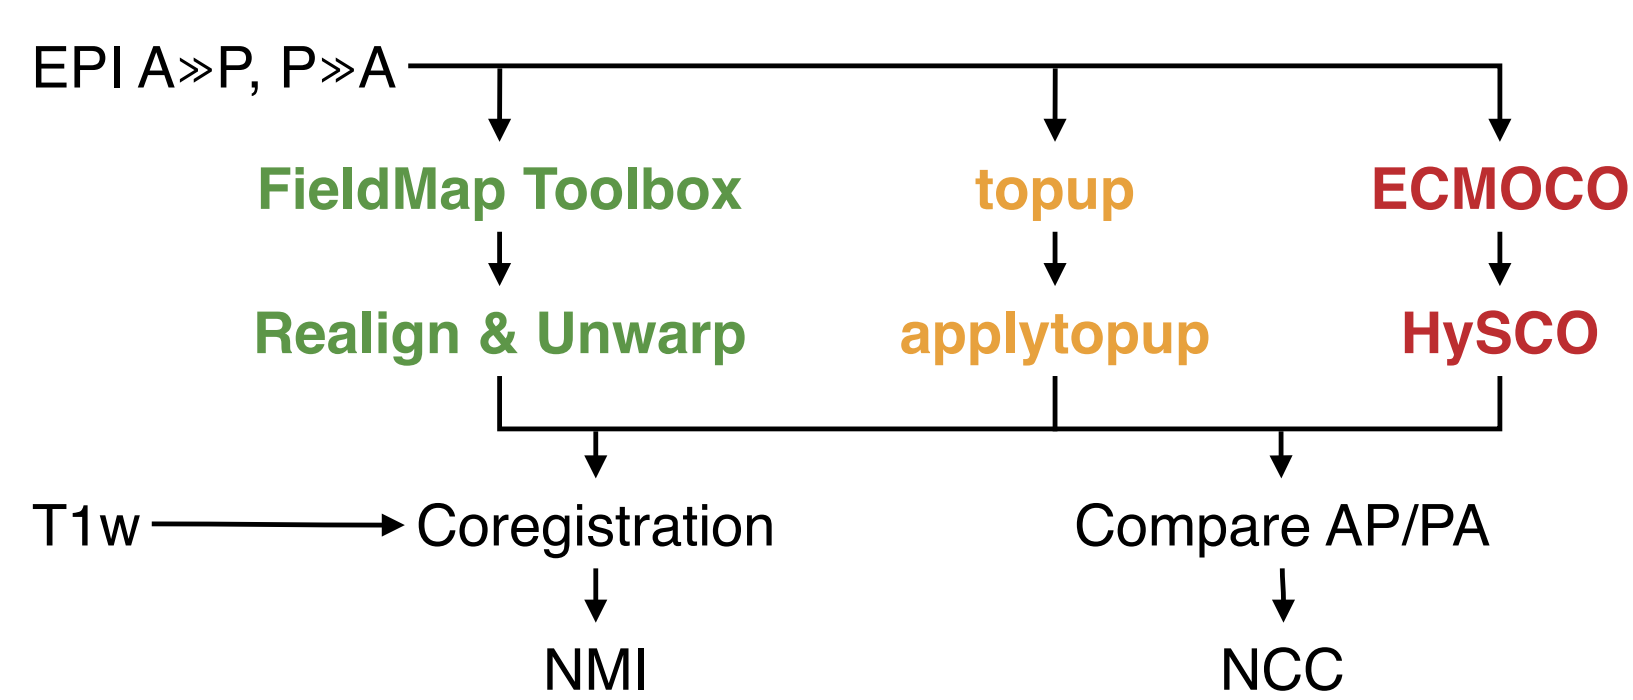 EPI A≫P, P≫A
FieldMap Toolbox
topup
ECMOCO
Realign & Unwarp
applytopup
HySCO
T1w
Coregistration
Compare AP/PA
NMI
NCC